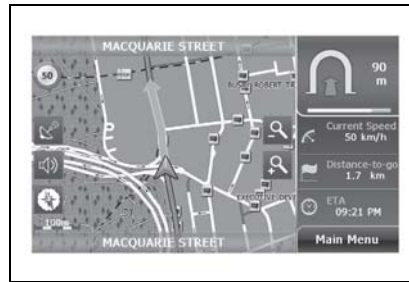 MACQUARIE STREET
50
90
m
Current Speed
50 km/h
Distance-to-go
1.7 km
ETA
09:21 PM
100m
MACQUARIE STREET
Main Menu